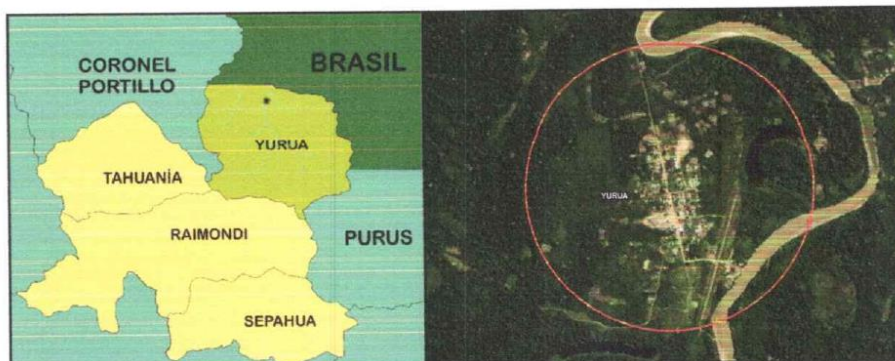 CORONEL
PORTILLO
BRASIL
YURUA
TAHUANÍA
RAIMONDI
PURUS
SEPAHUA
YURUA